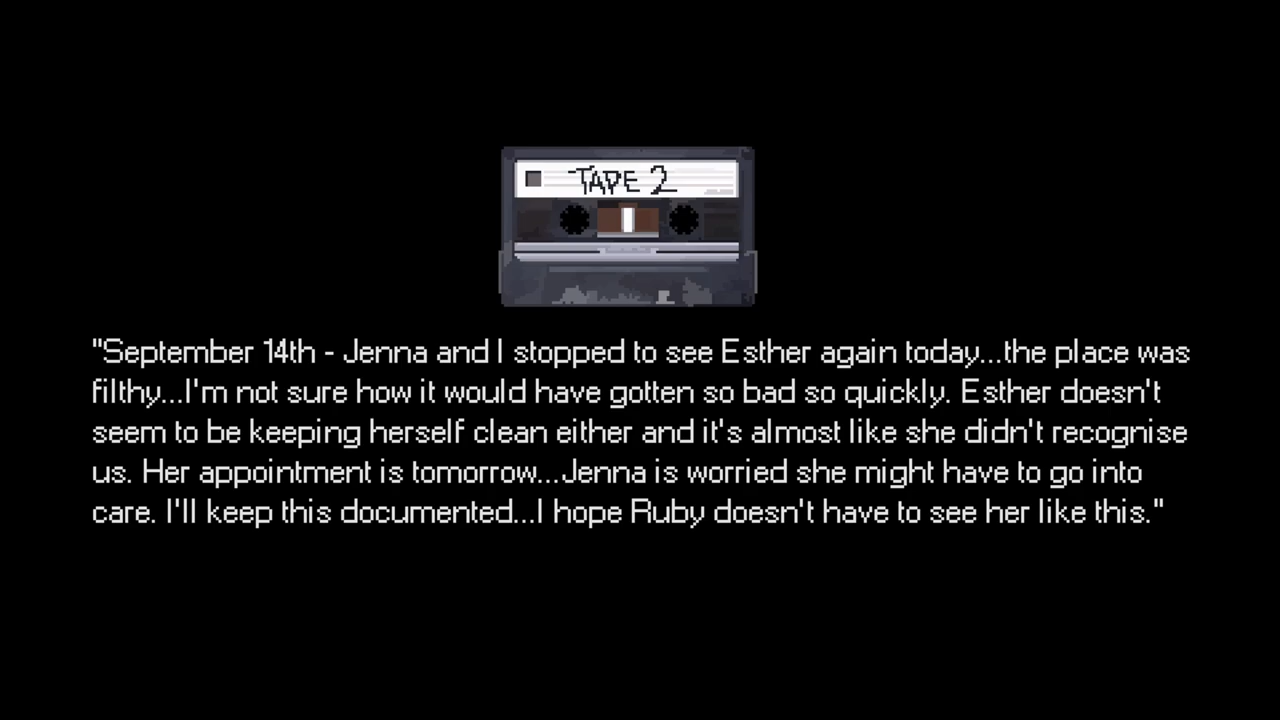 TAPE 2
"September 14th - Jenna and I stopped to see Esther again today...the place was
filthy...I'm not sure how it would have gotten so bad so quickly. Esther doesn't
seem to be keeping herself clean either and it's almost like she didn't recognise
us. Her appointment is tomorrow...Jenna is worried she might have to go into
care. I'll keep this documented...I hope Ruby doesn't have to see her like this."